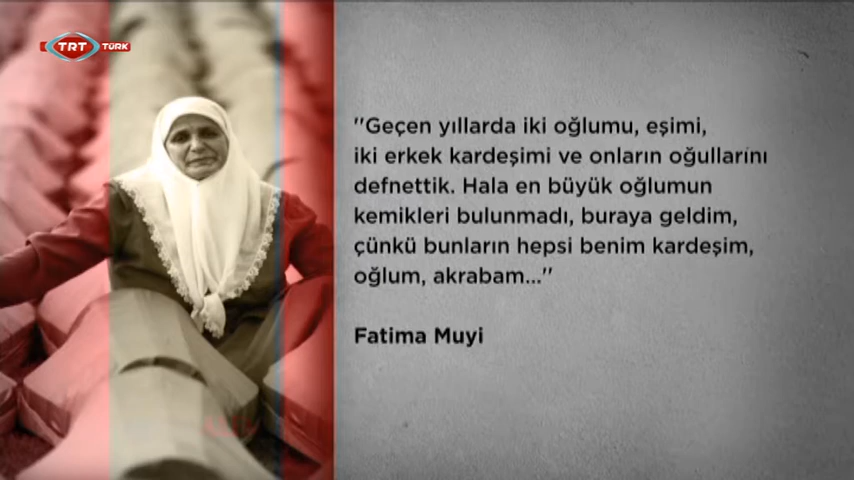 TRT TÜRK
"Geçen yıllarda iki oğlumu, eşimi,
iki erkek kardeşimi ve onların oğullarını
defnettik. Hala en büyük oğlumun
kemikleri bulunmadı, buraya geldim,
çünkü bunların hepsi benim kardeşim,
oğlum, akrabam..."
Fatima Muyi